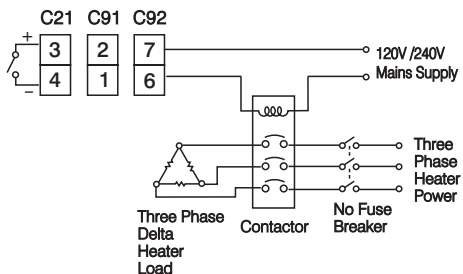 C21 C91 C92
+ 3 2 7
− 4 1 6
120V /240V
Mains Supply
Three
Phase
Heater
Power
Three Phase
Delta
Heater
Load
Contactor
No Fuse
Breaker